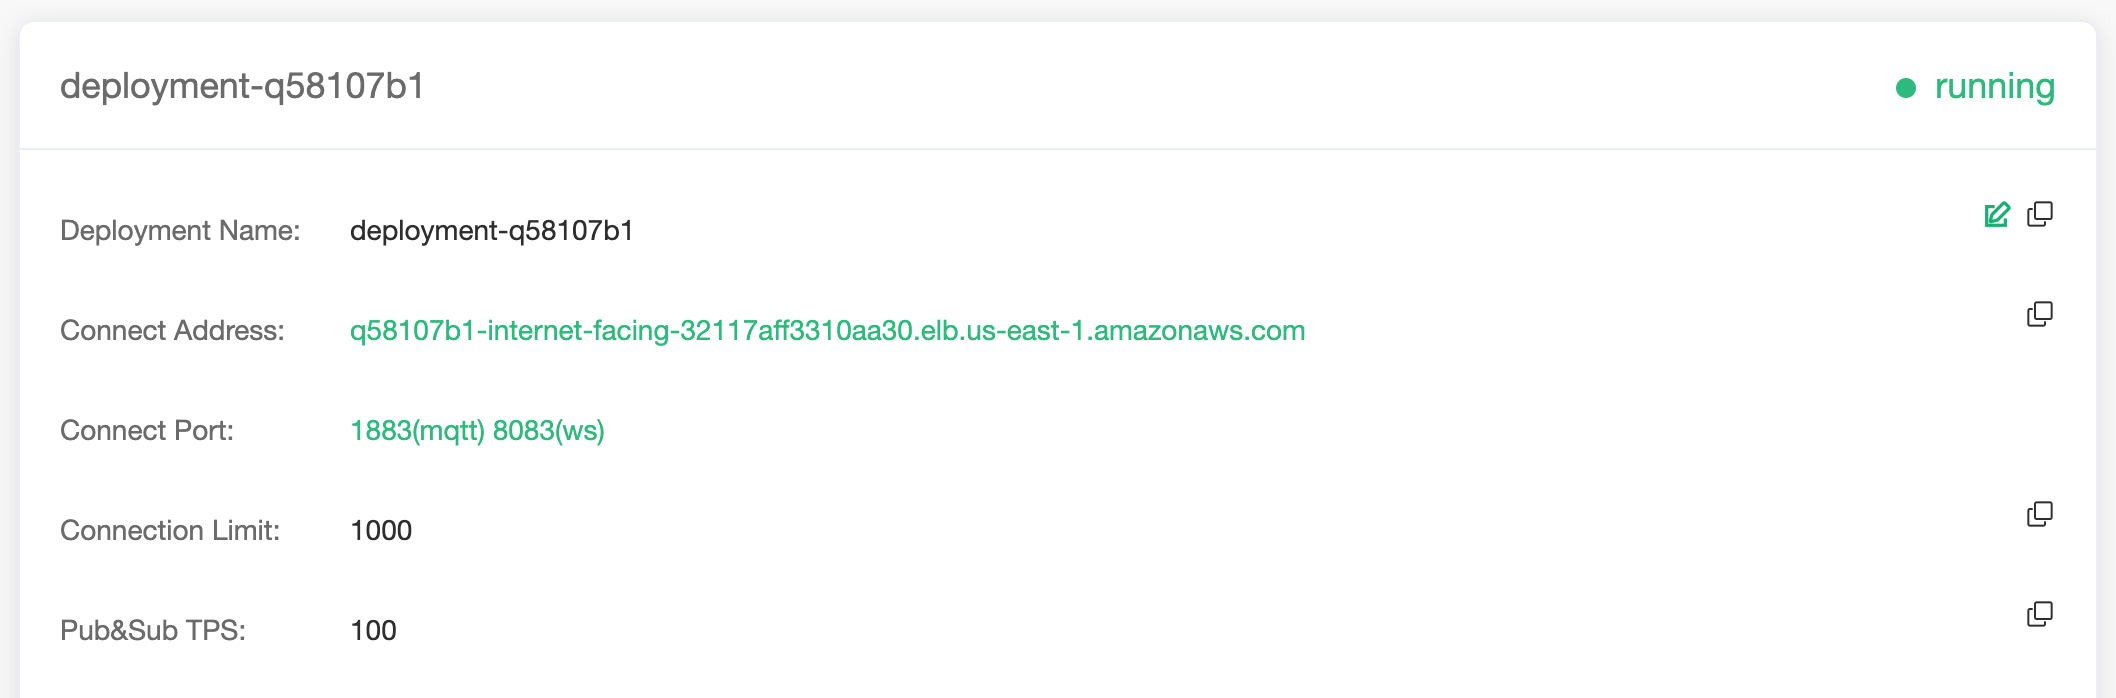 deployment-q58107b1
running
Deployment Name: deployment-q58107b1
Connect Address: q58107b1-internet-facing-32117aff3310aa30.elb.us-east-1.amazonaws.com
Connect Port: 1883(mqtt) 8083(ws)
Connection Limit: 1000
Pub&Sub TPS: 100